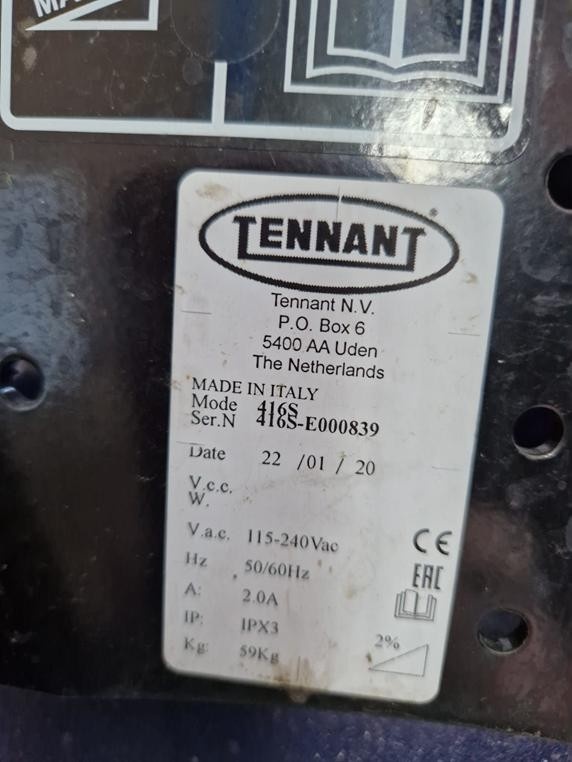 MA
TENNANT®
Tennant N.V.
P.O. Box 6
5400 AA Uden
The Netherlands
MADE IN ITALY
Mode 416S
Ser.N 416S-E000839
Date 22 /01 / 20
V.c.c.
W.
V.a.c. 115-240Vac
Hz 50/60Hz
A: 2.0A
IP: IPX3
Kg: 59Kg
CE
EAC
2%